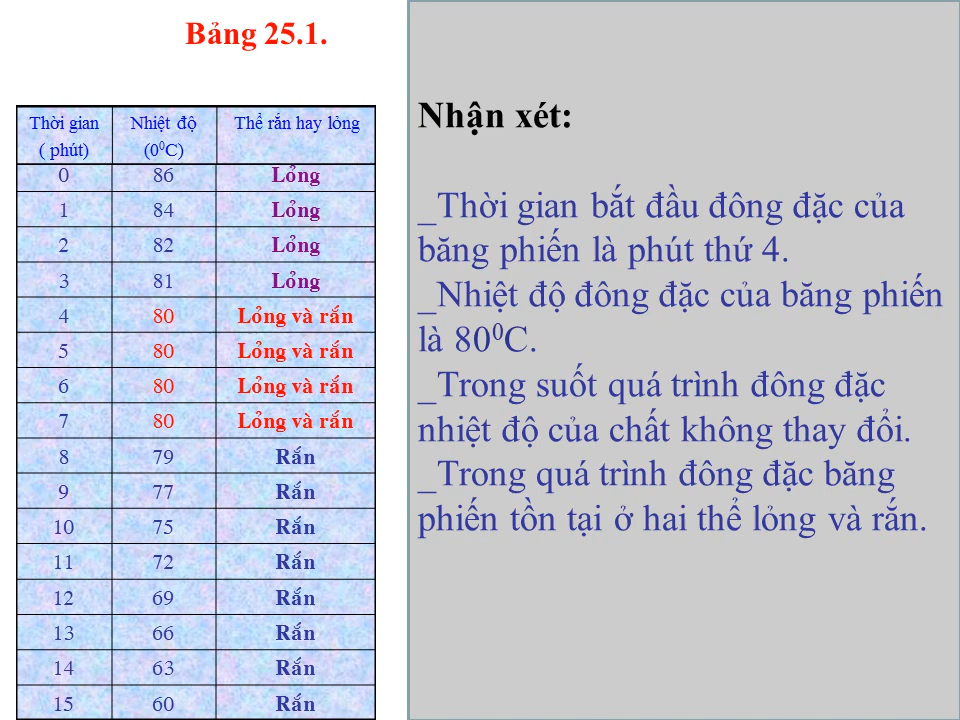 Bảng 25.1.
Thời gian Nhiệt độ Thể rắn hay lỏng
( phút) (0⁰C)
0 86 Lỏng
1 84 Lỏng
2 82 Lỏng
3 81 Lỏng
4 80 Lỏng và rắn
5 80 Lỏng và rắn
6 80 Lỏng và rắn
7 80 Lỏng và rắn
8 79 Rắn
9 77 Rắn
10 75 Rắn
11 72 Rắn
12 69 Rắn
13 66 Rắn
14 63 Rắn
15 60 Rắn
Nhận xét:
_Thời gian bắt đầu đông đặc của
băng phiến là phút thứ 4.
_Nhiệt độ đông đặc của băng phiến
là 80⁰C.
_Trong suốt quá trình đông đặc
nhiệt độ của chất không thay đổi.
_Trong quá trình đông đặc băng
phiến tồn tại ở hai thể lỏng và rắn.